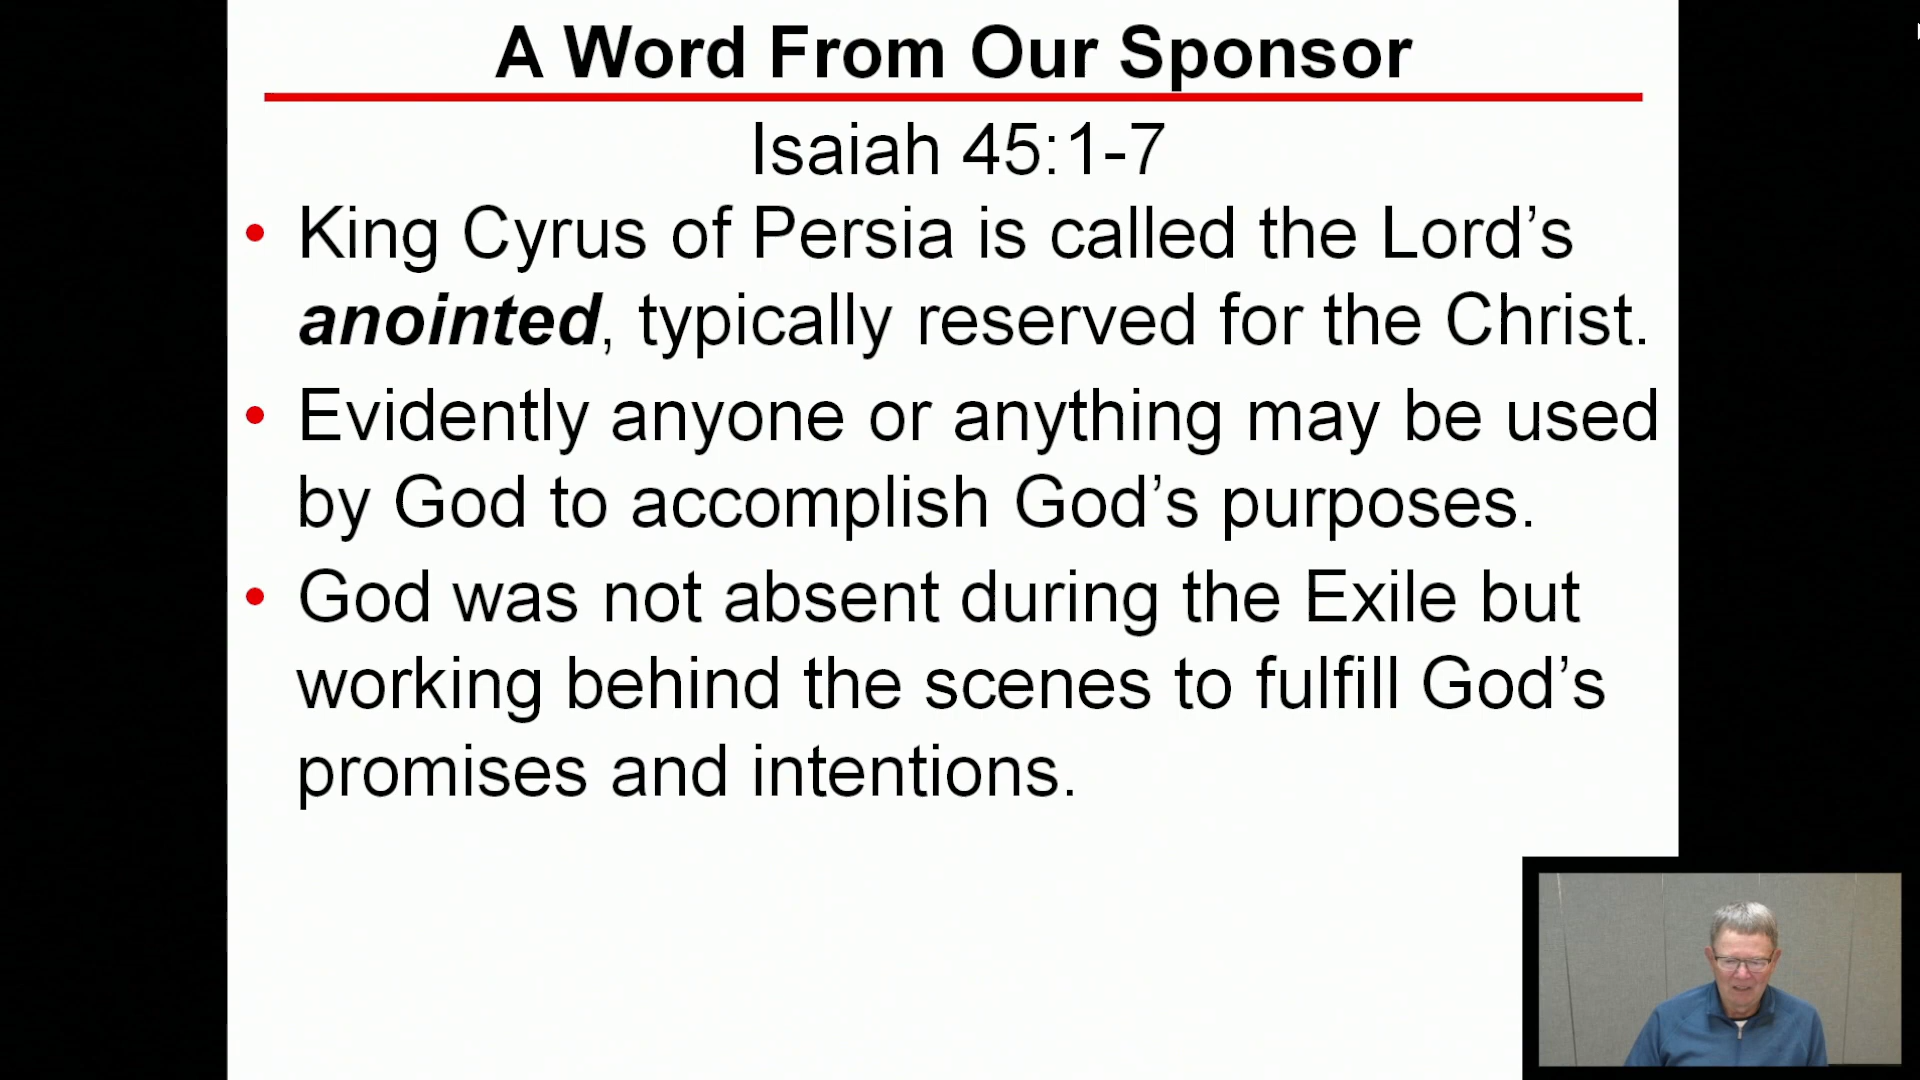 A Word From Our Sponsor
Isaiah 45:1-7
• King Cyrus of Persia is called the Lord’s
anointed, typically reserved for the Christ.
• Evidently anyone or anything may be used
by God to accomplish God’s purposes.
• God was not absent during the Exile but
working behind the scenes to fulfill God’s
promises and intentions.